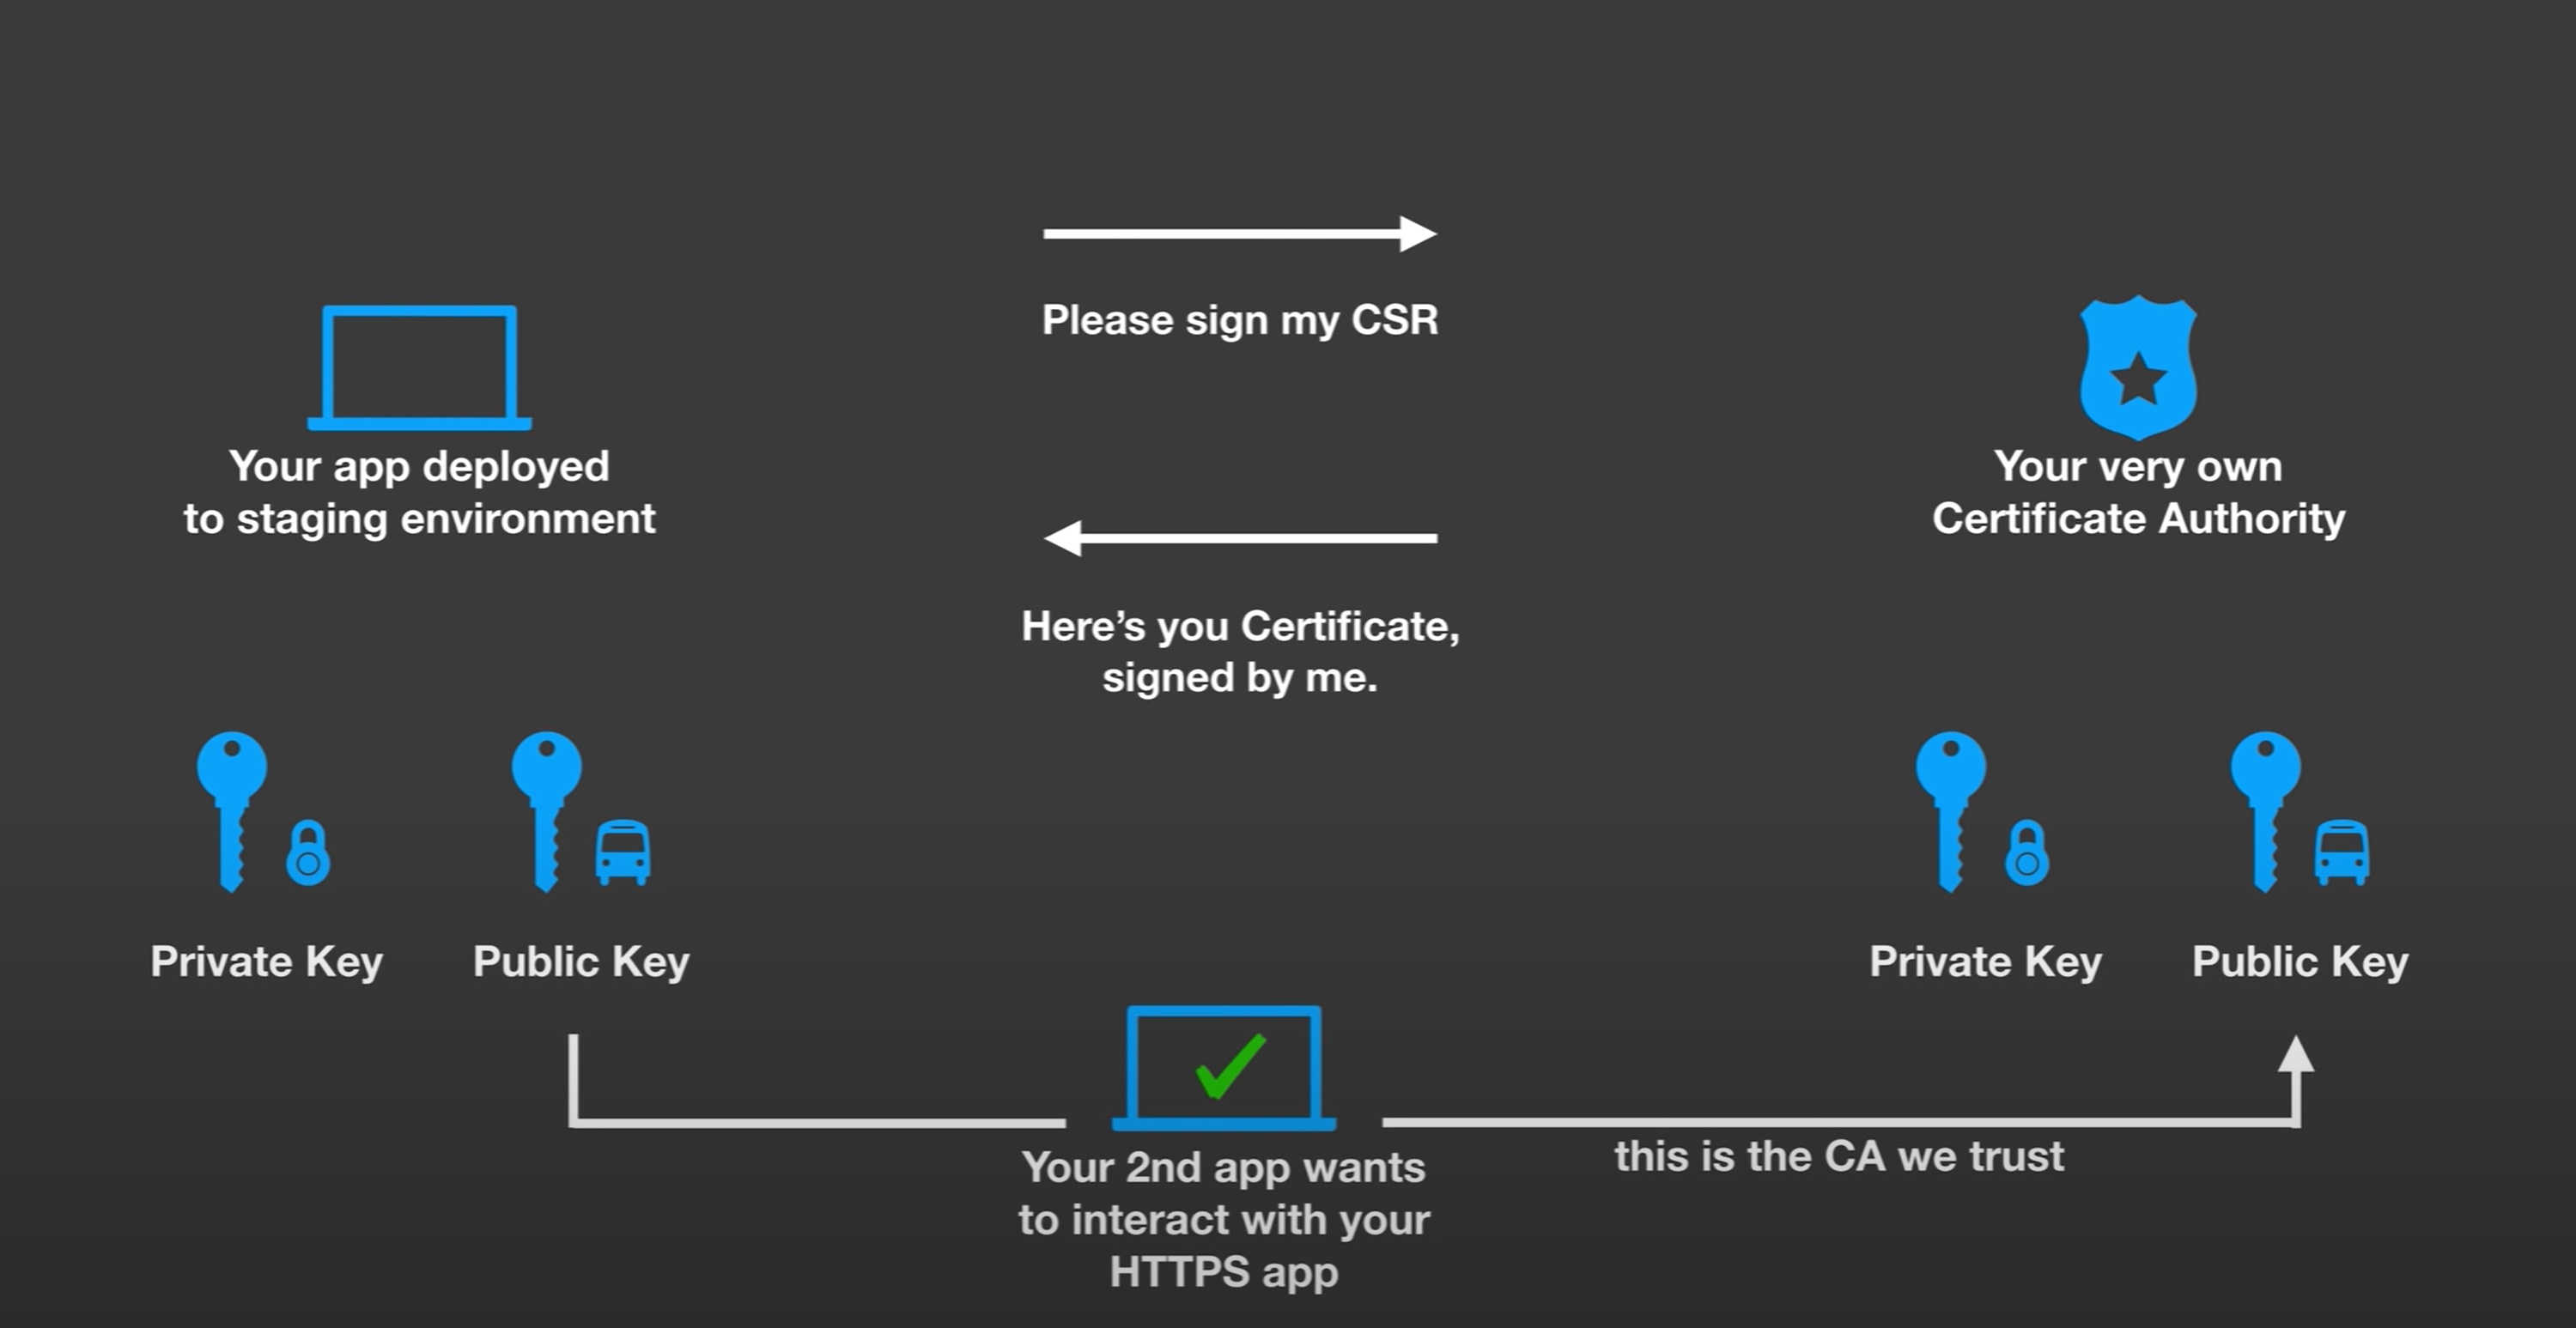 Please sign my CSR
Your app deployed
to staging environment
Your very own
Certificate Authority
Here’s you Certificate,
signed by me.
Private Key
Public Key
Private Key
Public Key
Your 2nd app wants
to interact with your
HTTPS app
this is the CA we trust